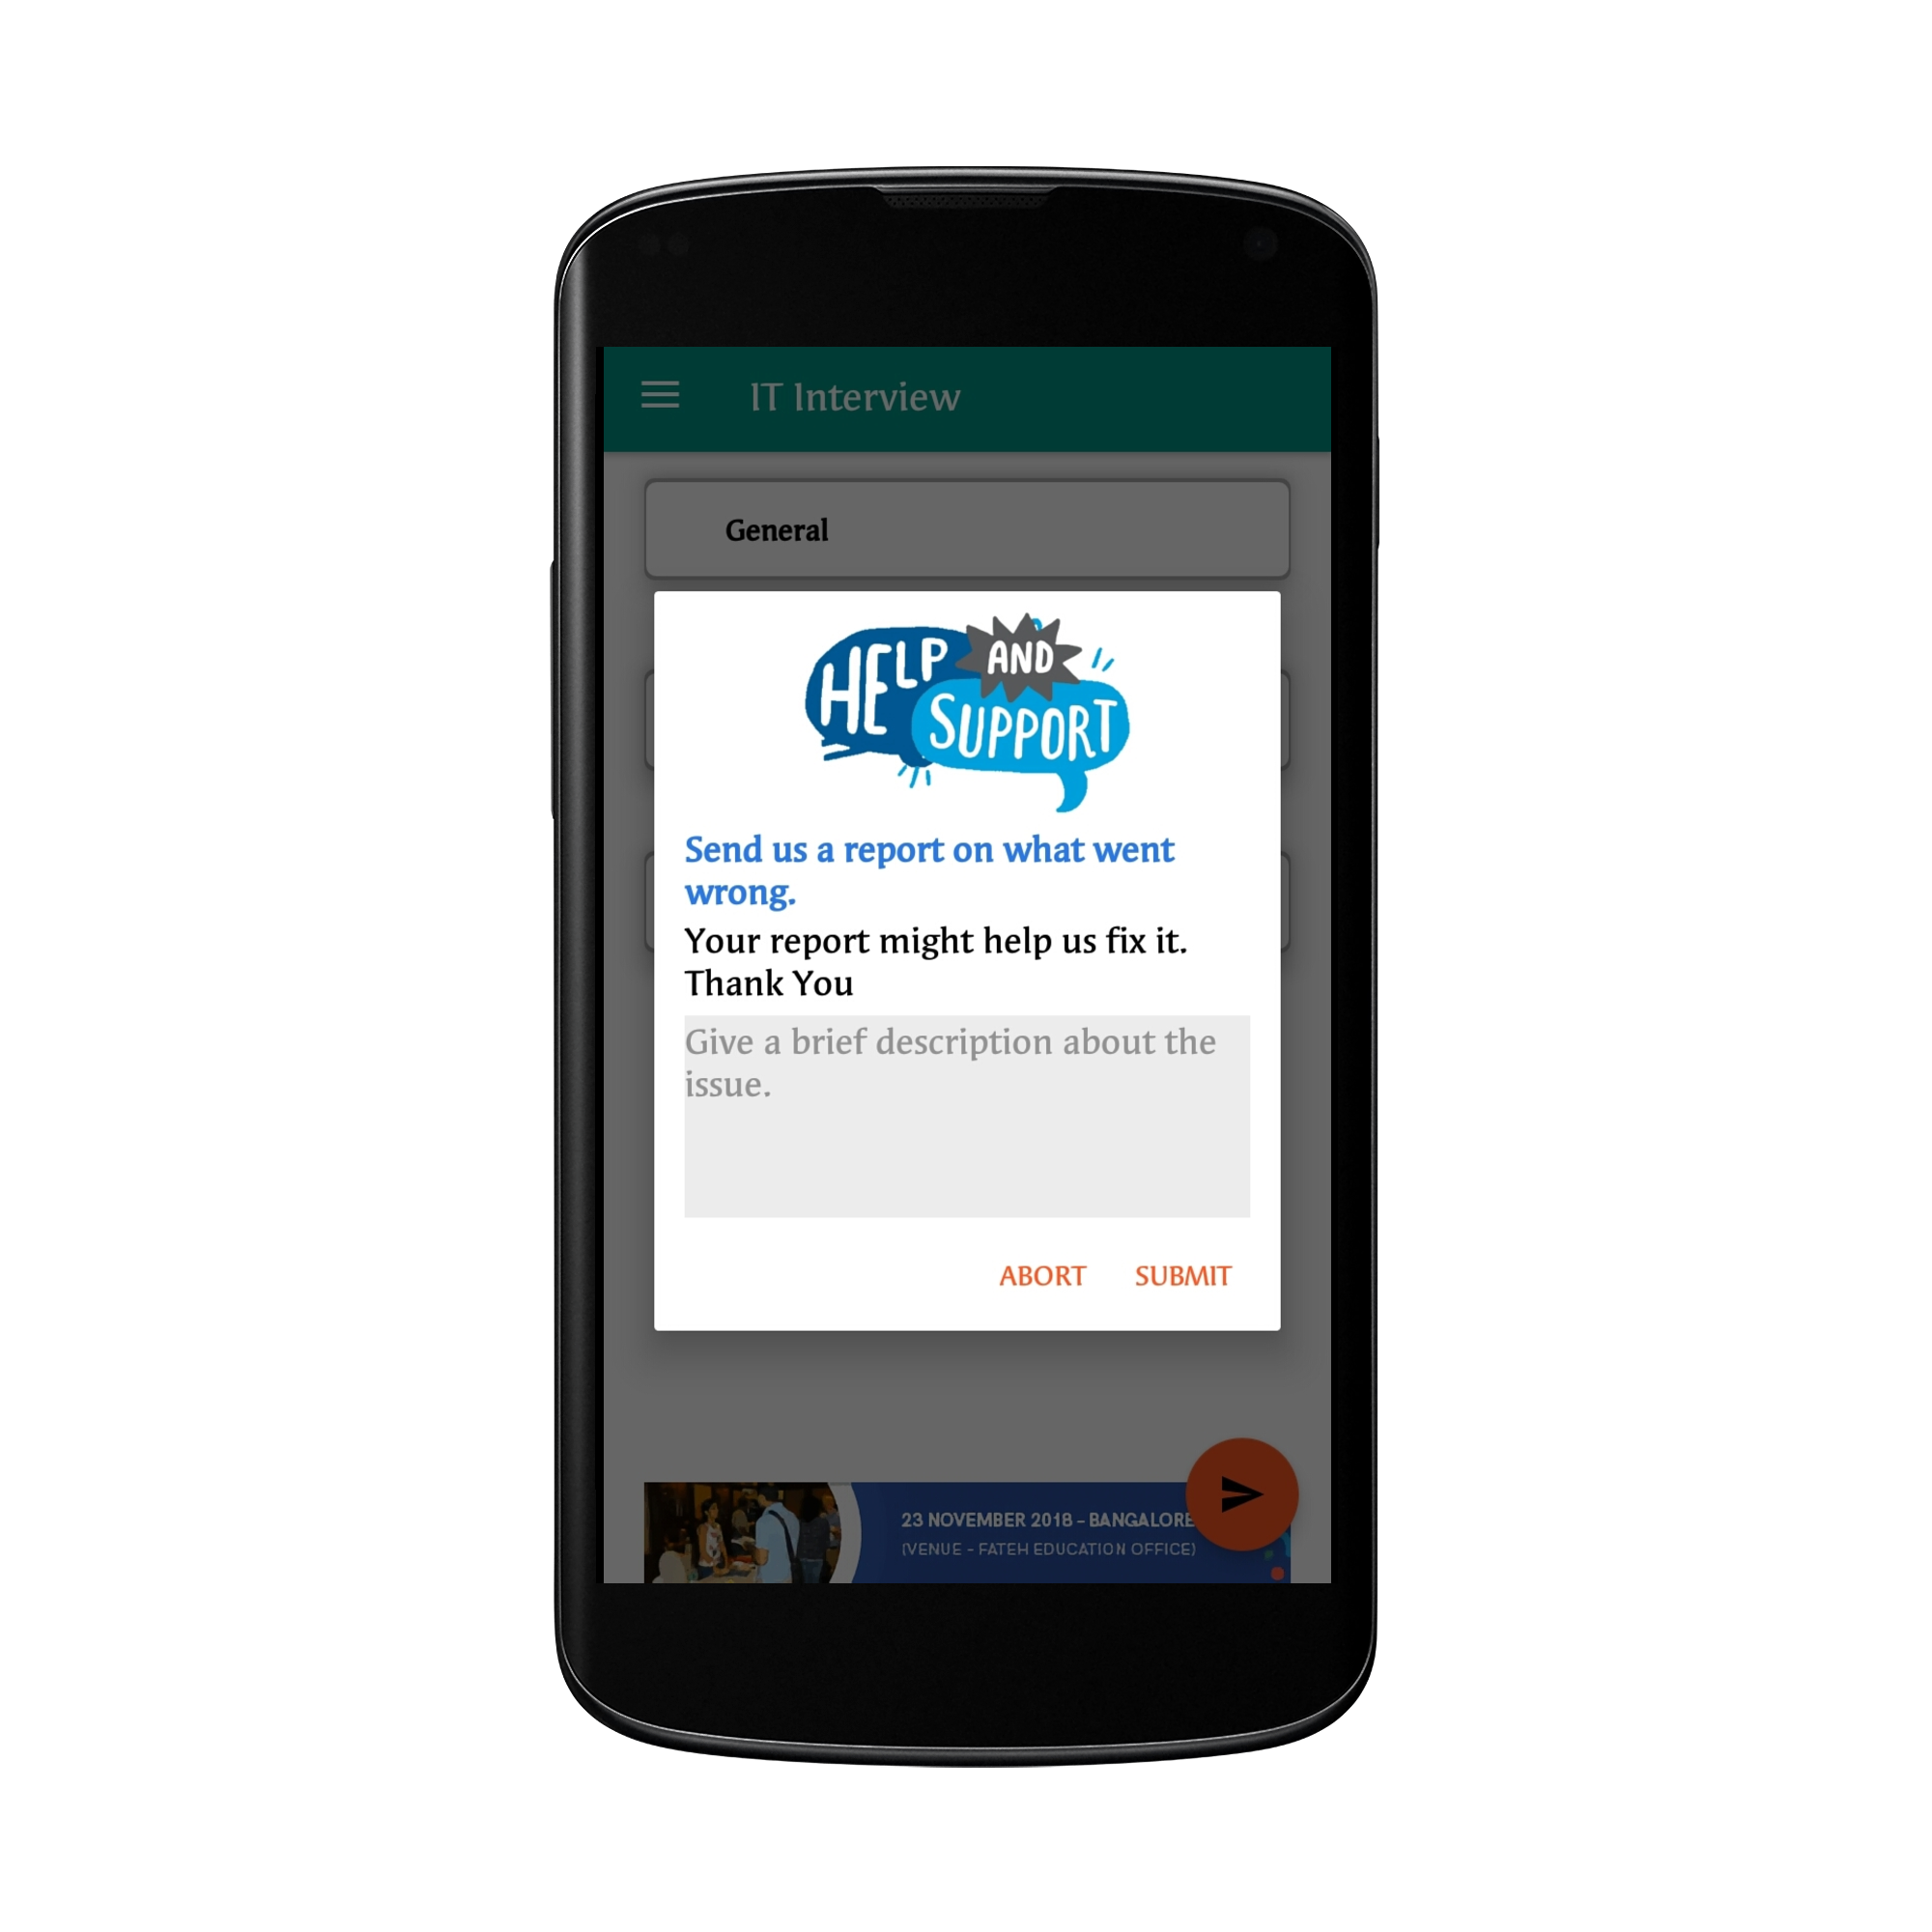 IT Interview
General
HELP AND
SUPPORT
Send us a report on what went
wrong.
Your report might help us fix it.
Thank You
Give a brief description about the
issue.
ABORT SUBMIT
23 NOVEMBER 2018 - BANGALORE
(VENUE - FATEH EDUCATION OFFICE)